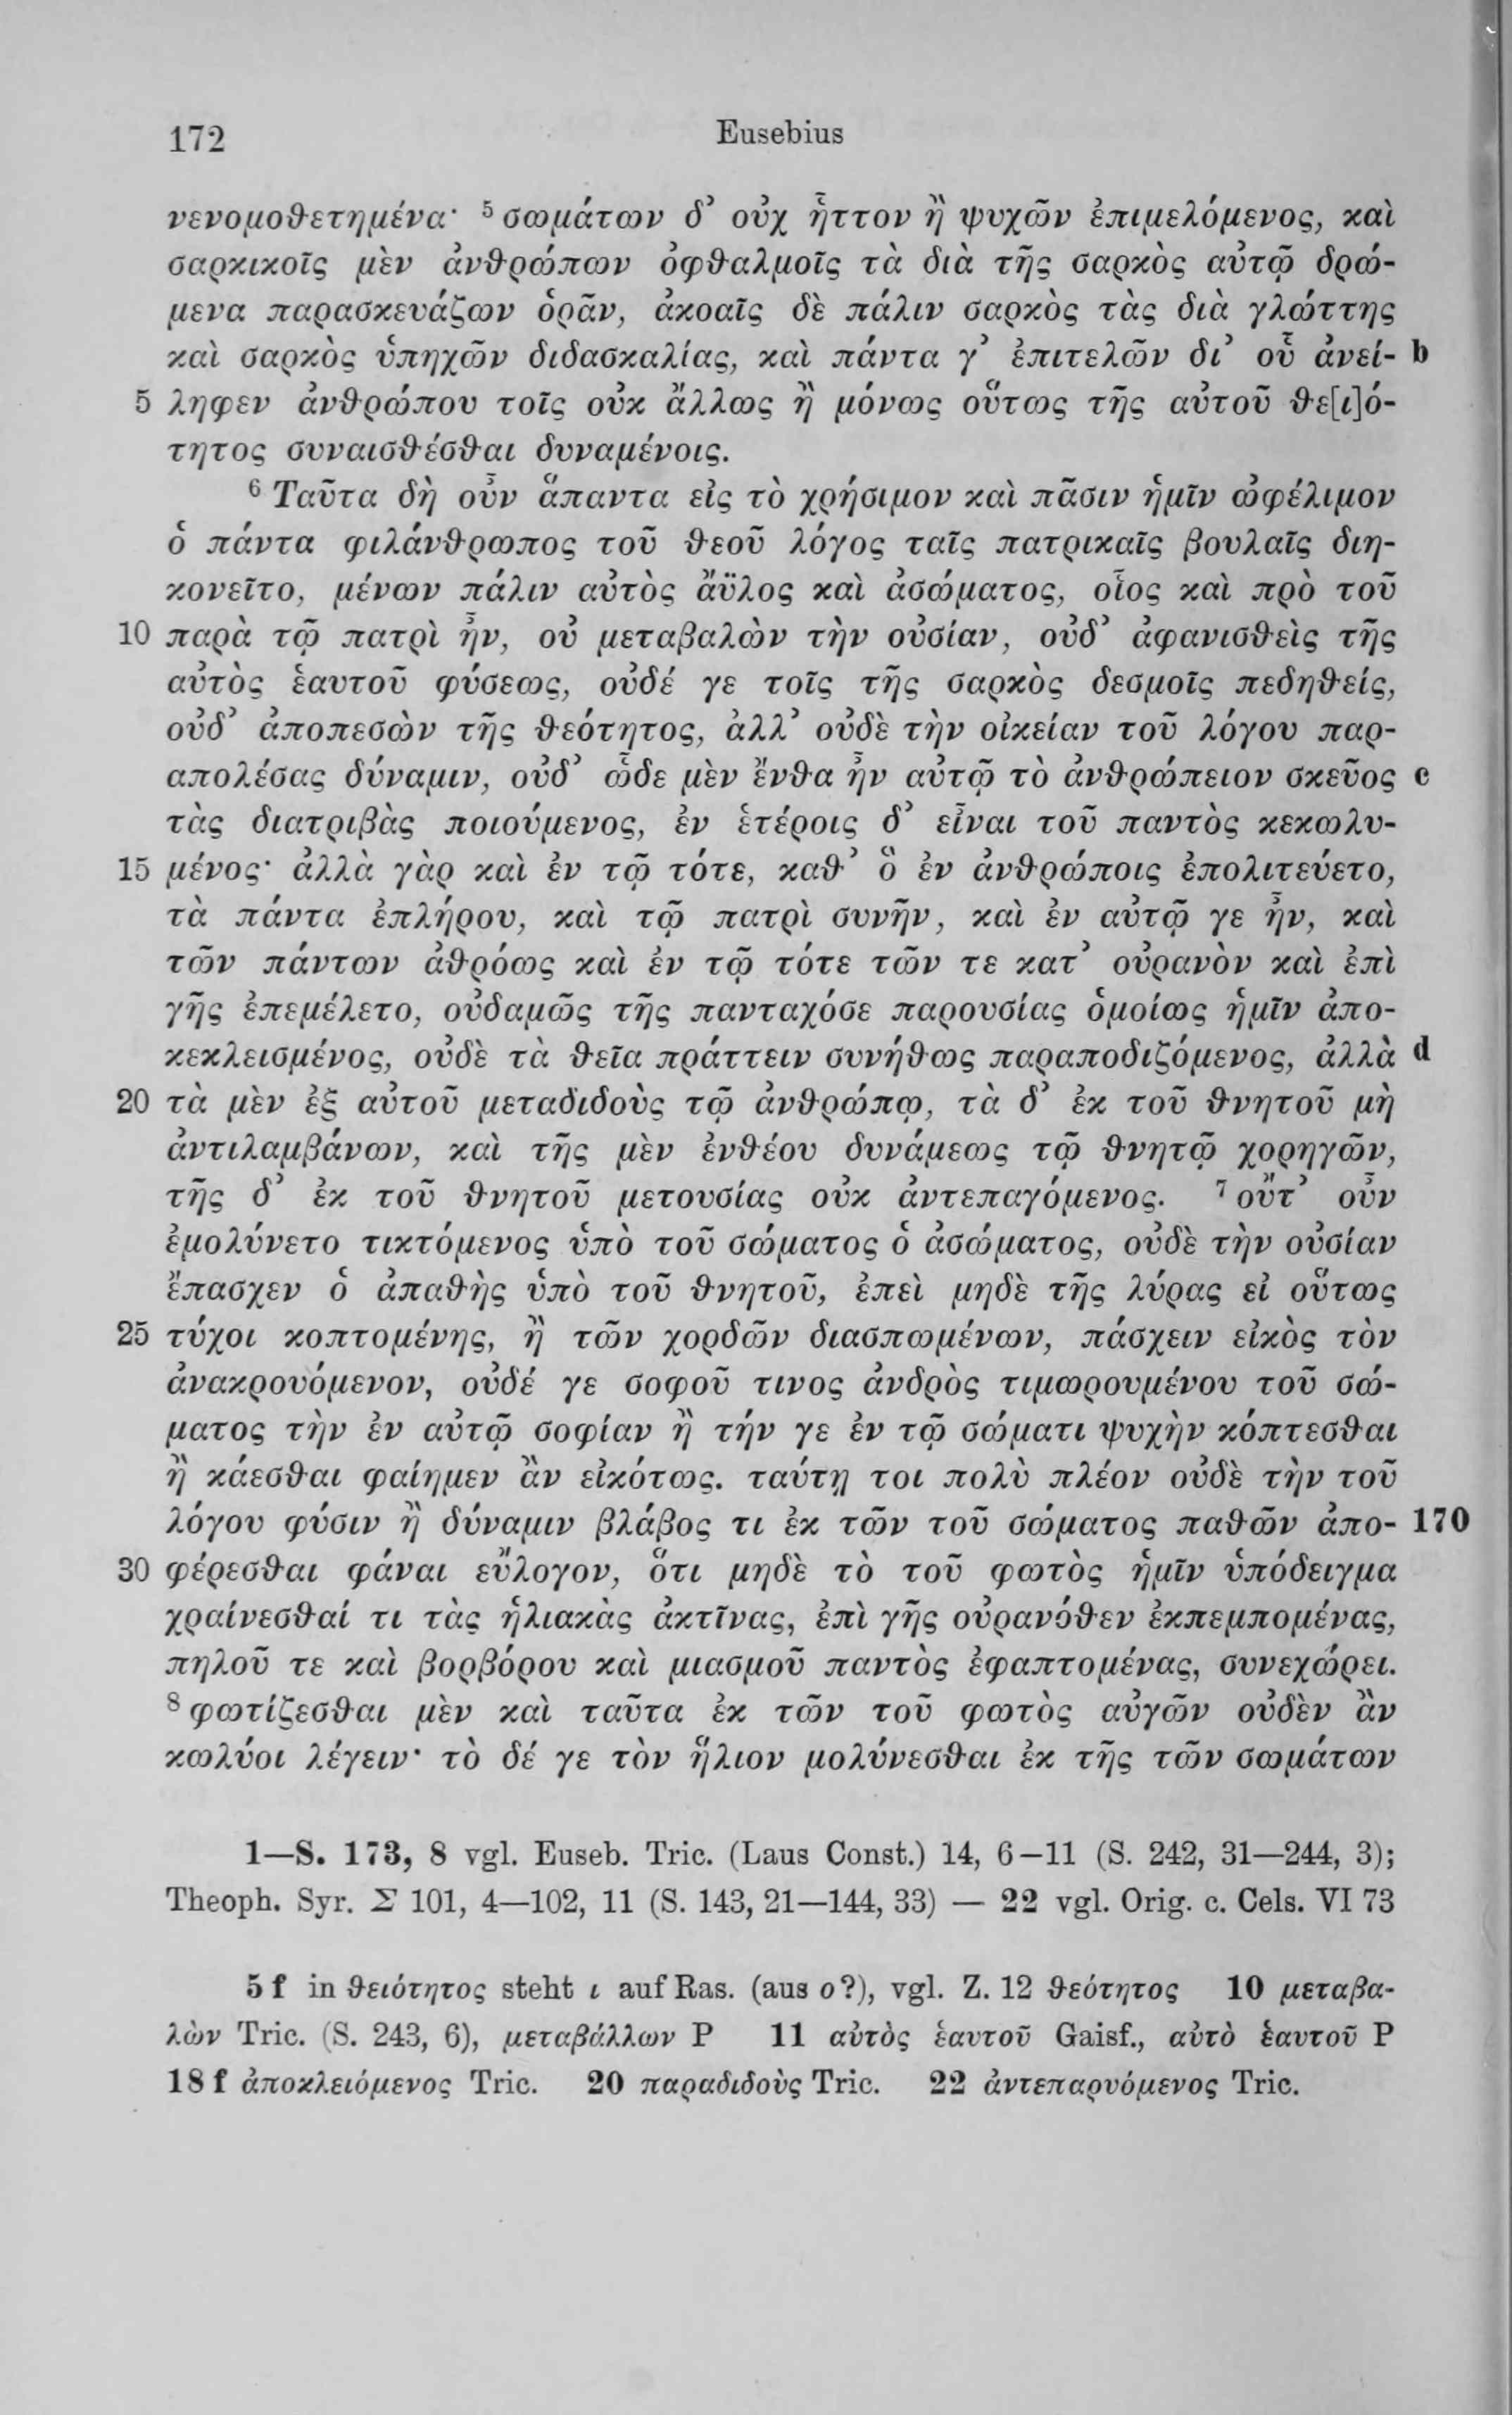 172 Eusebius
νενομοθετημένα· ⁵ σωμάτων δ’ οὐχ ἧττον ἢ ψυχῶν ἐπιμελόμενος, καὶ
σαρκικοῖς μὲν ἀνθρώπων ὀφθαλμοῖς τὰ διὰ τῆς σαρκὸς αὐτῷ δρώ-
μενα παρασκευάζων ὁρᾶν, ἀκοαῖς δὲ πάλιν σαρκὸς τὰς διὰ γλώττης
καὶ σαρκὸς ὑπηχῶν διδασκαλίας, καὶ πάντα γ’ ἐπιτελῶν δι’ οὗ ἀνεί- b
5 ληφεν ἀνθρώπου τοῖς οὐκ ἄλλως ἢ μόνως οὕτως τῆς αὐτοῦ θε[ι]ό-
τητος συναισθέσθαι δυναμένοις.
⁶ Ταῦτα δὴ οὖν ἅπαντα εἰς τὸ χρήσιμον καὶ πᾶσιν ἡμῖν ὠφέλιμον
ὁ πάντα φιλάνθρωπος τοῦ θεοῦ λόγος ταῖς πατρικαῖς βουλαῖς διη-
κονεῖτο, μένων πάλιν αὐτὸς ἄϋλος καὶ ἀσώματος, οἷος καὶ πρὸ τοῦ
10 παρὰ τῷ πατρὶ ἦν, οὐ μεταβαλὼν τὴν οὐσίαν, οὐδ’ ἀφανισθεὶς τῆς
αὐτὸς ἑαυτοῦ φύσεως, οὐδέ γε τοῖς τῆς σαρκὸς δεσμοῖς πεδηθείς,
οὐδ’ ἀποπεσὼν τῆς θεότητος, ἀλλ’ οὐδὲ τὴν οἰκείαν τοῦ λόγου παρ-
απολέσας δύναμιν, οὐδ’ ὧδε μὲν ἔνθα ἦν αὐτῷ τὸ ἀνθρώπειον σκεῦος c
τὰς διατριβὰς ποιούμενος, ἐν ἑτέροις δ’ εἶναι τοῦ παντὸς κεκωλυ-
15 μένος· ἀλλὰ γὰρ καὶ ἐν τῷ τότε, καθ’ ὃ ἐν ἀνθρώποις ἐπολιτεύετο,
τὰ πάντα ἐπλήρου, καὶ τῷ πατρὶ συνῆν, καὶ ἐν αὐτῷ γε ἦν, καὶ
τῶν πάντων ἀθρόως καὶ ἐν τῷ τότε τῶν τε κατ’ οὐρανὸν καὶ ἐπὶ
γῆς ἐπεμέλετο, οὐδαμῶς τῆς πανταχόσε παρουσίας ὁμοίως ἡμῖν ἀπο-
κεκλεισμένος, οὐδὲ τὰ θεῖα πράττειν συνήθως παραποδιζόμενος, ἀλλὰ d
20 τὰ μὲν ἐξ αὐτοῦ μεταδιδοὺς τῷ ἀνθρώπῳ, τὰ δ’ ἐκ τοῦ θνητοῦ μὴ
ἀντιλαμβάνων, καὶ τῆς μὲν ἐνθέου δυνάμεως τῷ θνητῷ χορηγῶν,
τῆς δ’ ἐκ τοῦ θνητοῦ μετουσίας οὐκ ἀντεπαγόμενος. ⁷ οὔτ’ οὖν
ἐμολύνετο τικτόμενος ὑπὸ τοῦ σώματος ὁ ἀσώματος, οὐδὲ τὴν οὐσίαν
ἔπασχεν ὁ ἀπαθὴς ὑπὸ τοῦ θνητοῦ, ἐπεὶ μηδὲ τῆς λύρας εἰ οὕτως
25 τύχοι κοπτομένης, ἢ τῶν χορδῶν διασπωμένων, πάσχειν εἰκὸς τὸν
ἀνακρουόμενον, οὐδέ γε σοφοῦ τινος ἀνδρὸς τιμωρουμένου τοῦ σώ-
ματος τὴν ἐν αὐτῷ σοφίαν ἢ τήν γε ἐν τῷ σώματι ψυχὴν κόπτεσθαι
ἢ κάεσθαι φαίημεν ἂν εἰκότως. ταύτῃ τοι πολὺ πλέον οὐδὲ τὴν τοῦ
λόγου φύσιν ἢ δύναμιν βλάβος τι ἐκ τῶν τοῦ σώματος παθῶν ἀπο- 170
30 φέρεσθαι φάναι εὔλογον, ὅτι μηδὲ τὸ τοῦ φωτὸς ἡμῖν ὑπόδειγμα
χραίνεσθαί τι τὰς ἡλιακὰς ἀκτῖνας, ἐπὶ γῆς οὐρανόθεν ἐκπεμπομένας,
πηλοῦ τε καὶ βορβόρου καὶ μιασμοῦ παντὸς ἐφαπτομένας, συνεχώρει.
⁸ φωτίζεσθαι μὲν καὶ ταῦτα ἐκ τῶν τοῦ φωτὸς αὐγῶν οὐδὲν ἂν
κωλύοι λέγειν· τὸ δέ γε τὸν ἥλιον μολύνεσθαι ἐκ τῆς τῶν σωμάτων
1—S. 173, 8 vgl. Euseb. Tric. (Laus Const.) 14, 6—11 (S. 242, 31—244, 3);
Theoph. Syr. Σ 101, 4—102, 11 (S. 143, 21—144, 33) — 22 vgl. Orig. c. Cels. VI 73
5 f in θειότητος steht ι auf Ras. (aus ο?), vgl. Z. 12 θεότητος 10 μεταβα-
λὼν Tric. (S. 243, 6), μεταβάλλων P 11 αὐτὸς ἑαυτοῦ Gaisf., αὐτὸ ἑαυτοῦ P
18 f ἀποκλειόμενος Tric. 20 παραδιδοὺς Tric. 22 ἀντεπαρυόμενος Tric.